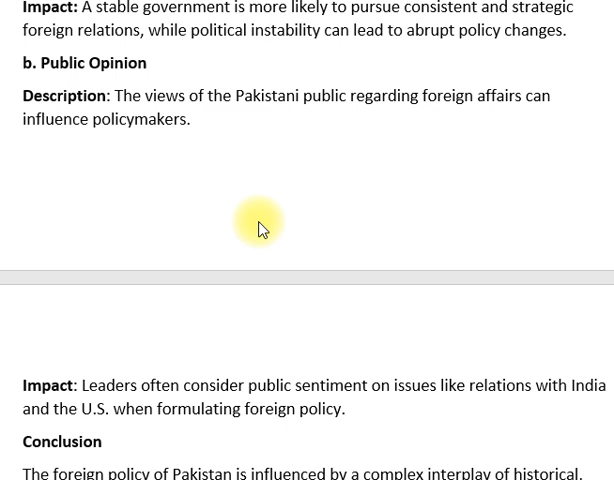 Impact: A stable government is more likely to pursue consistent and strategic
foreign relations, while political instability can lead to abrupt policy changes.
b. Public Opinion
Description: The views of the Pakistani public regarding foreign affairs can
influence policymakers.
Impact: Leaders often consider public sentiment on issues like relations with India
and the U.S. when formulating foreign policy.
Conclusion
The foreign policy of Pakistan is influenced by a complex interplay of historical,